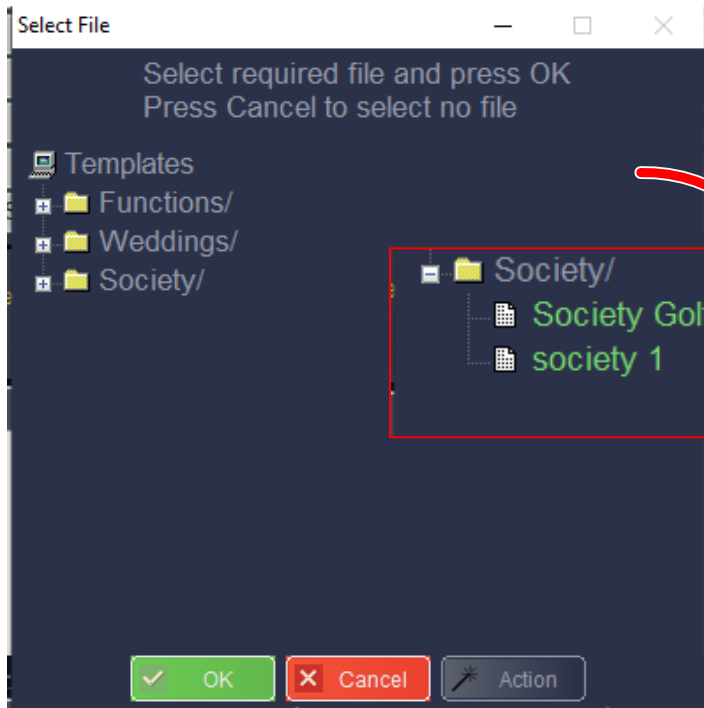 Select File
Select required file and press OK
Press Cancel to select no file
Templates
Functions/
Weddings/
Society/
Society/
Society
society 1
OK
Cancel
Action